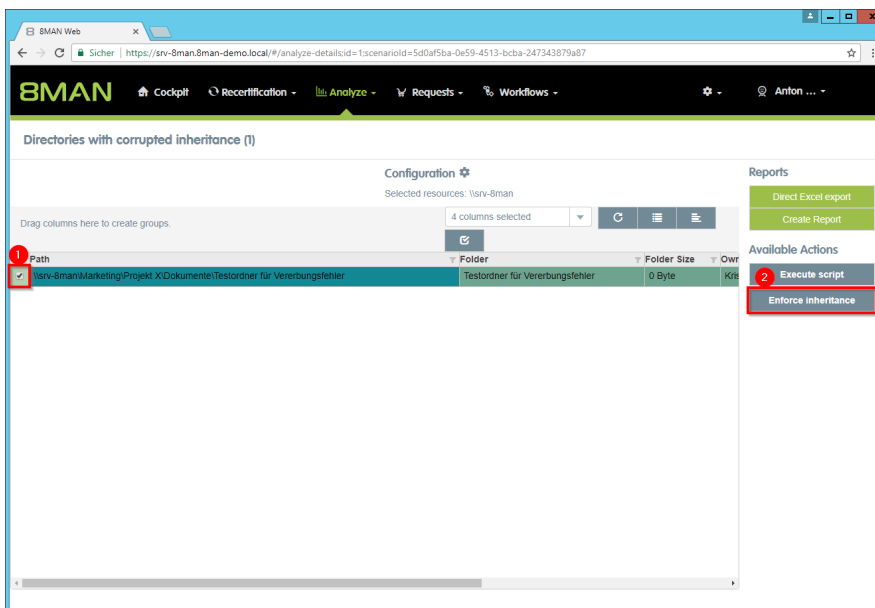 8MAN Web
Sicher | https://srv-8man.8man-demo.local/#/analyze-details;id=1;scenarioId=5d0af5ba-0e59-4513-bcba-247343879a87
8MAN Cockpit Recertification Analyze Requests Workflows Anton ...
Directories with corrupted inheritance (1)
Configuration
Reports
Selected resources: \\srv-8man
Direct Excel export
Drag columns here to create groups.
4 columns selected
Create Report
Available Actions
1
Path Folder Folder Size Own
2 Execute script
\\srv-8man\Marketing\Projekt X\Dokumente\Testordner für Vererbungsfehler Testordner für Vererbungsfehler 0 Byte Kris
Enforce inheritance